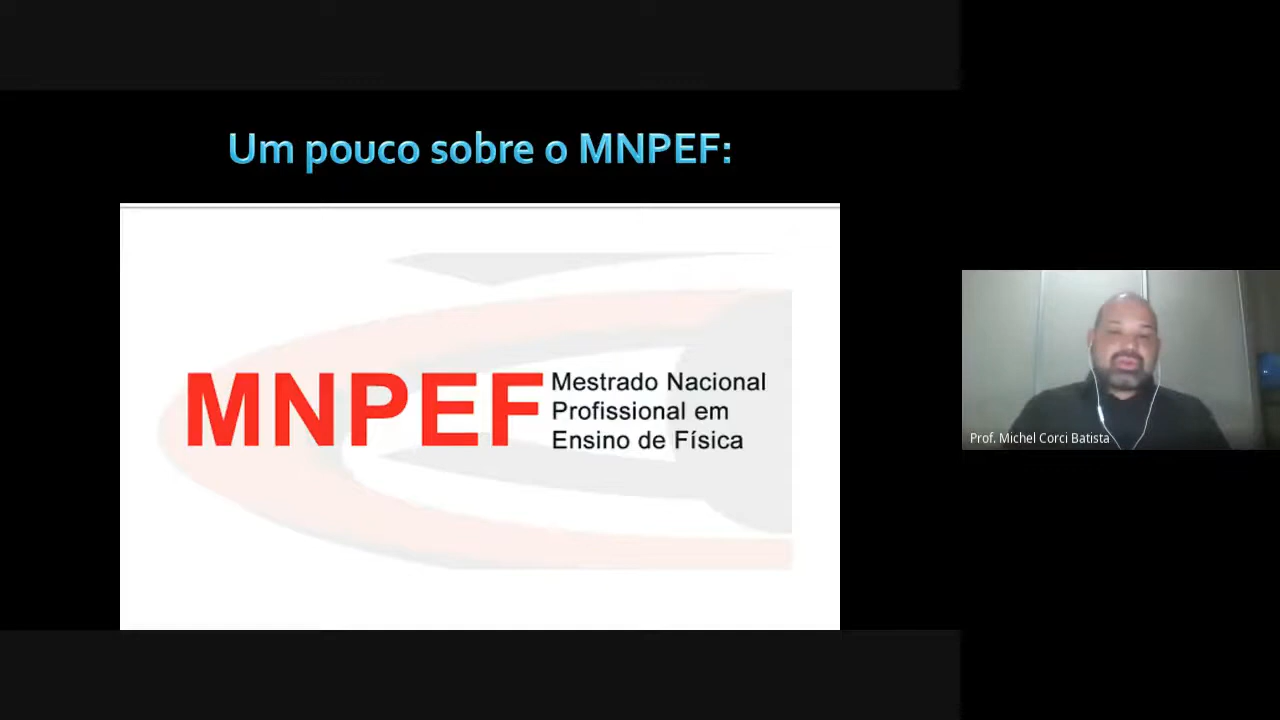 Um pouco sobre o MNPEF:
MNPEF
Mestrado Nacional
Profissional em
Ensino de Física
Prof. Michel Corci Batista